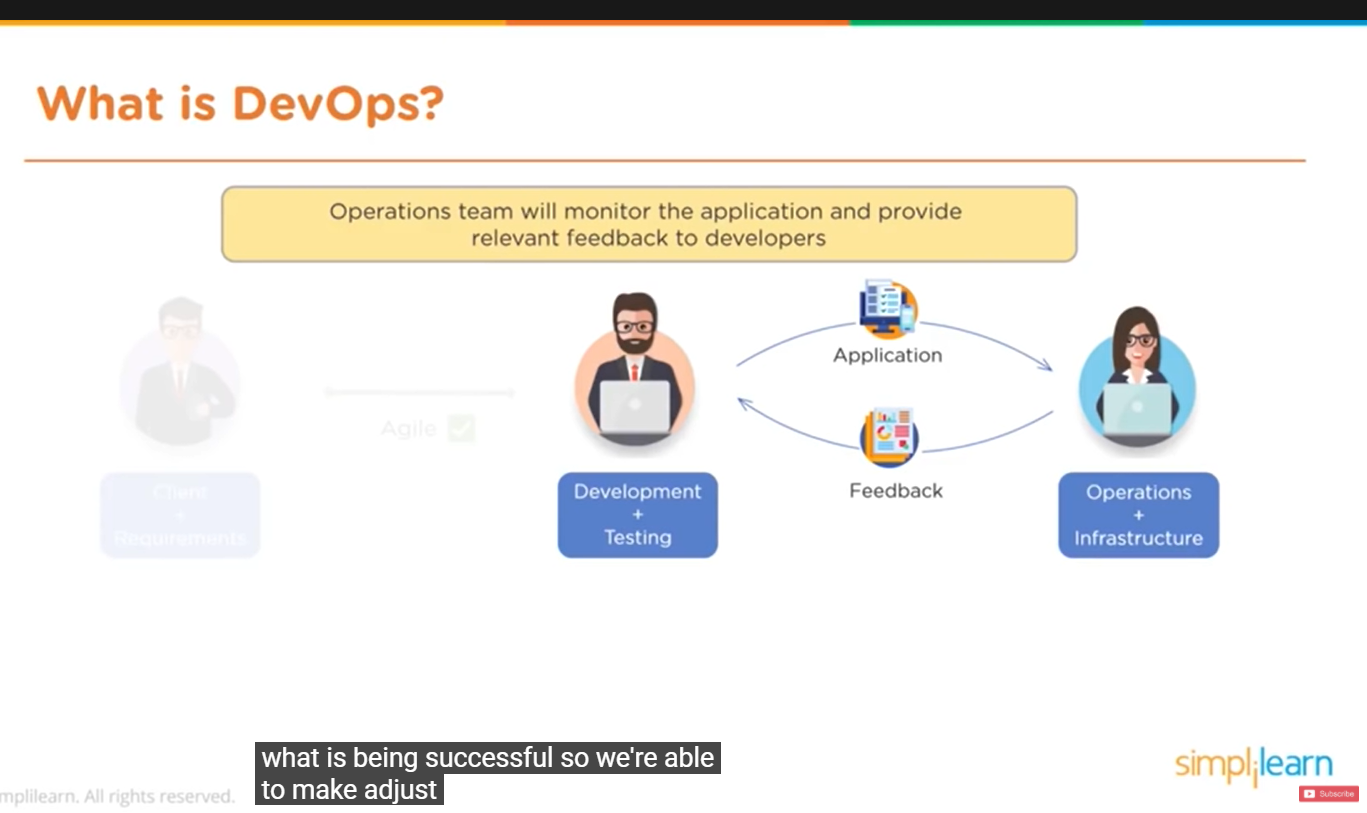 What is DevOps?
Operations team will monitor the application and provide
relevant feedback to developers
Application
Agile
Feedback
Client
+
Requirements
Development
+
Testing
Operations
+
Infrastructure
what is being successful so we're able
to make adjust
simplilearn
mplilearn. All rights reserved.
Subscribe